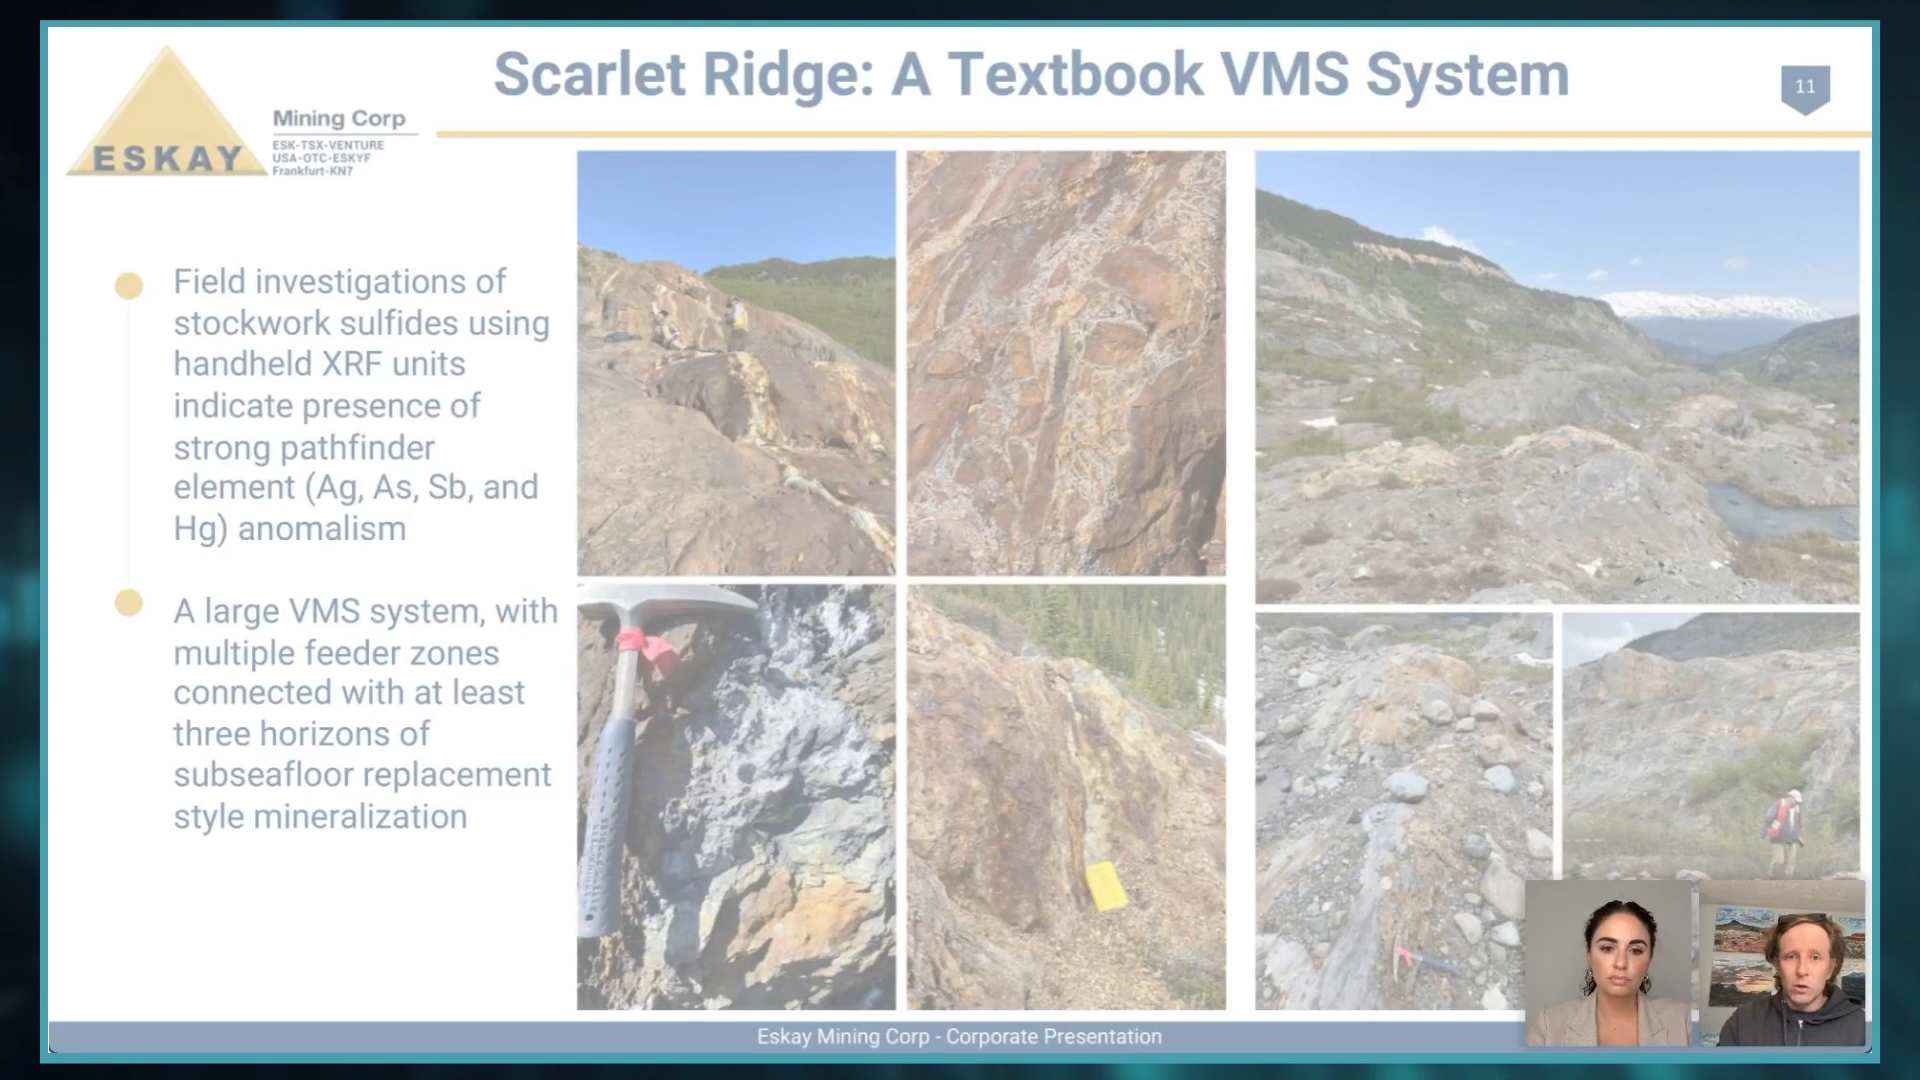 Scarlet Ridge: A Textbook VMS System
11
ESKAY
Mining Corp
ESK-TSX-VENTURE
USA-OTC-ESKYF
Frankfurt-KN7
Field investigations of
stockwork sulfides using
handheld XRF units
indicate presence of
strong pathfinder
element (Ag, As, Sb, and
Hg) anomalism
A large VMS system, with
multiple feeder zones
connected with at least
three horizons of
subseafloor replacement
style mineralization
Eskay Mining Corp - Corporate Presentation